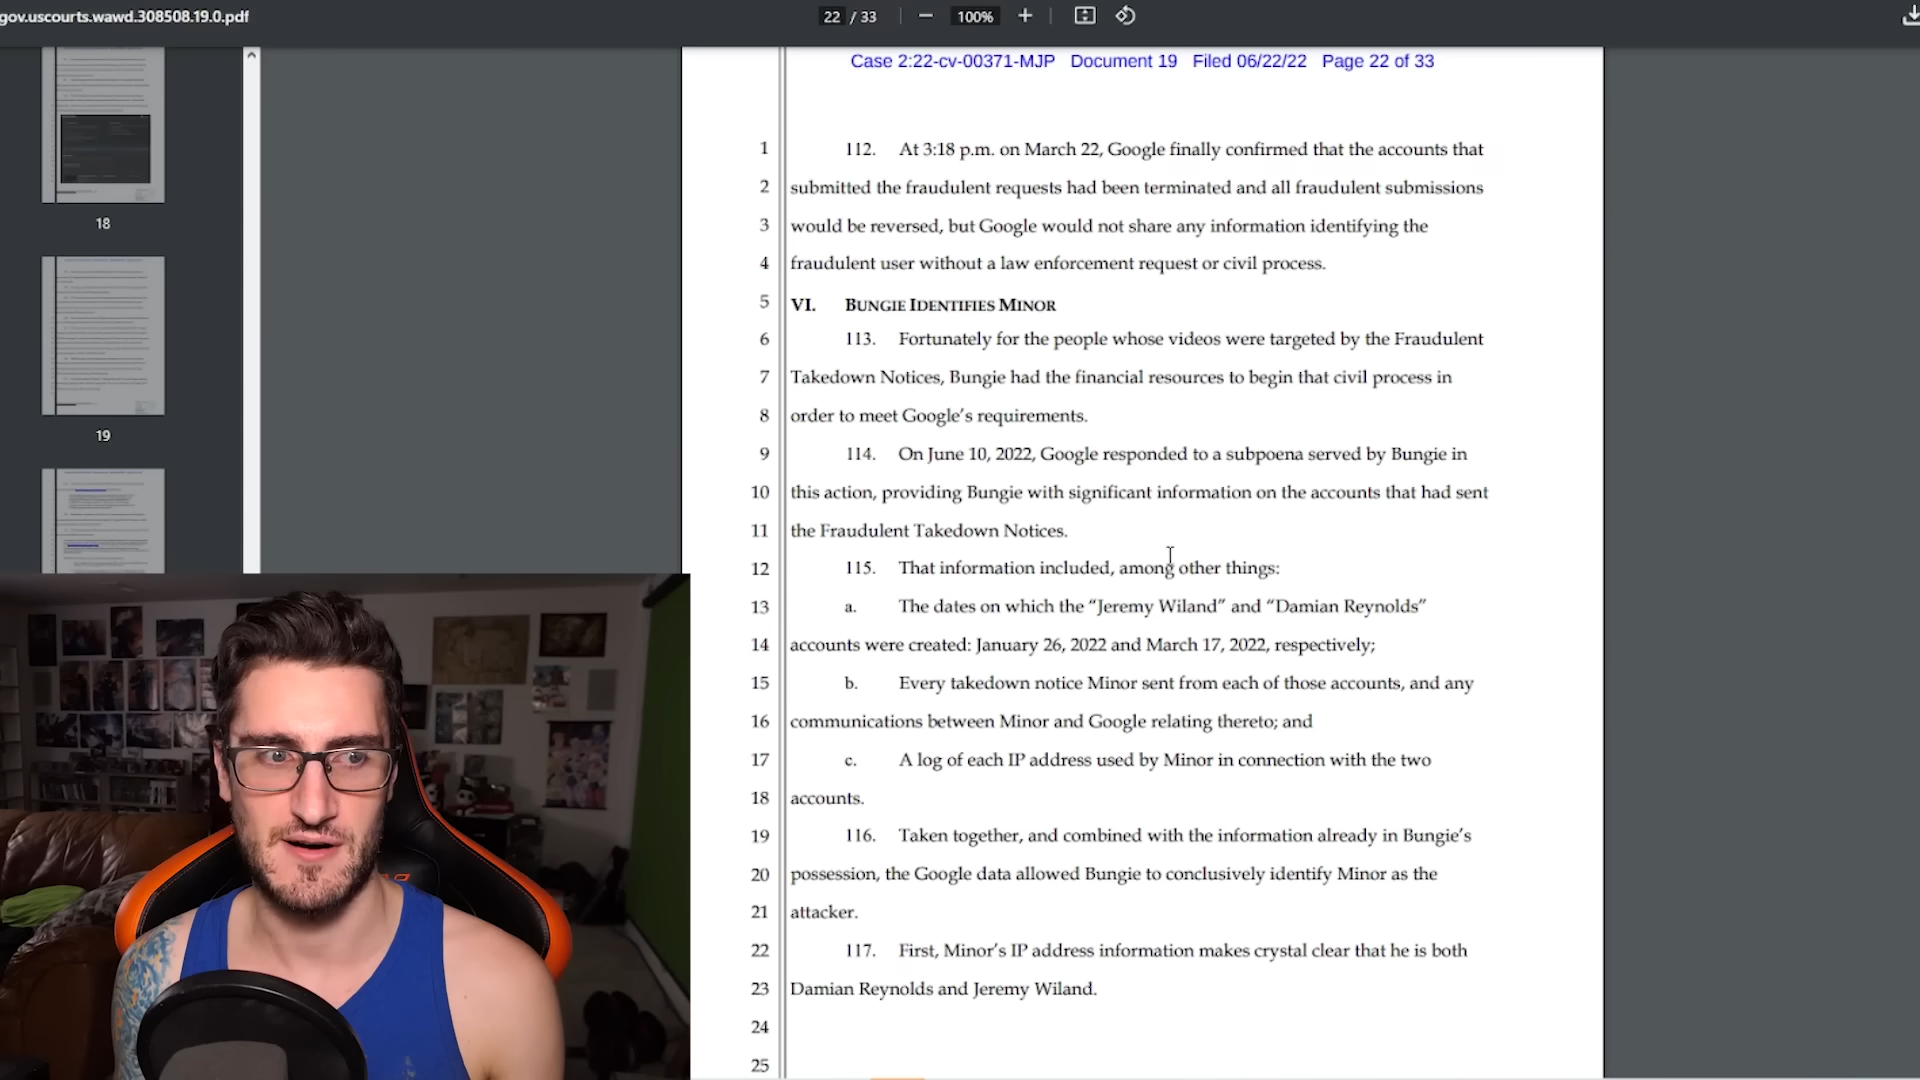 gov.uscourts.wawd.308508.19.0.pdf
22 / 33
100%
Case 2:22-cv-00371-MJP Document 19 Filed 06/22/22 Page 22 of 33
18
19
1 112. At 3:18 p.m. on March 22, Google finally confirmed that the accounts that
2 submitted the fraudulent requests had been terminated and all fraudulent submissions
3 would be reversed, but Google would not share any information identifying the
4 fraudulent user without a law enforcement request or civil process.
5 VI. BUNGIE IDENTIFIES MINOR
6 113. Fortunately for the people whose videos were targeted by the Fraudulent
7 Takedown Notices, Bungie had the financial resources to begin that civil process in
8 order to meet Google’s requirements.
9 114. On June 10, 2022, Google responded to a subpoena served by Bungie in
10 this action, providing Bungie with significant information on the accounts that had sent
11 the Fraudulent Takedown Notices.
12 115. That information included, among other things:
13 a. The dates on which the “Jeremy Wiland” and “Damian Reynolds”
14 accounts were created: January 26, 2022 and March 17, 2022, respectively;
15 b. Every takedown notice Minor sent from each of those accounts, and any
16 communications between Minor and Google relating thereto; and
17 c. A log of each IP address used by Minor in connection with the two
18 accounts.
19 116. Taken together, and combined with the information already in Bungie’s
20 possession, the Google data allowed Bungie to conclusively identify Minor as the
21 attacker.
22 117. First, Minor’s IP address information makes crystal clear that he is both
23 Damian Reynolds and Jeremy Wiland.
24
25